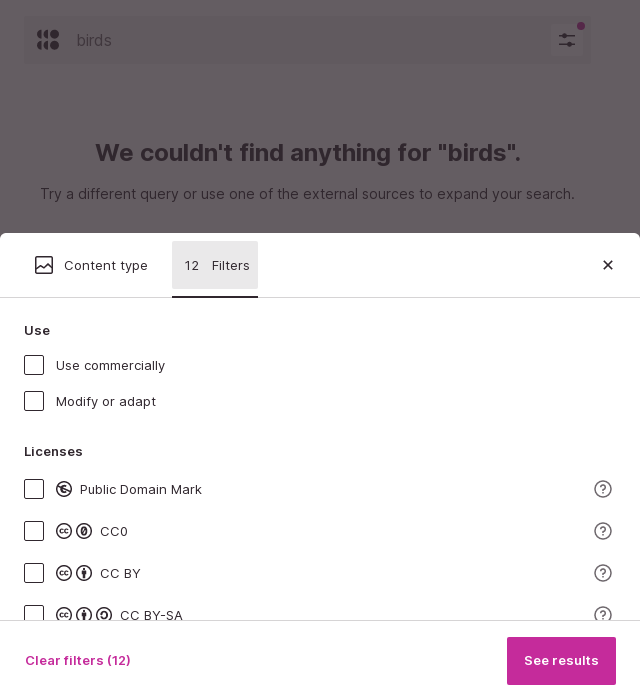 birds
We couldn't find anything for "birds".
Try a different query or use one of the external sources to expand your search.
Content type
12 Filters
Use
Use commercially
Modify or adapt
Licenses
Public Domain Mark
CC0
CC BY
CC BY-SA
Clear filters (12)
See results